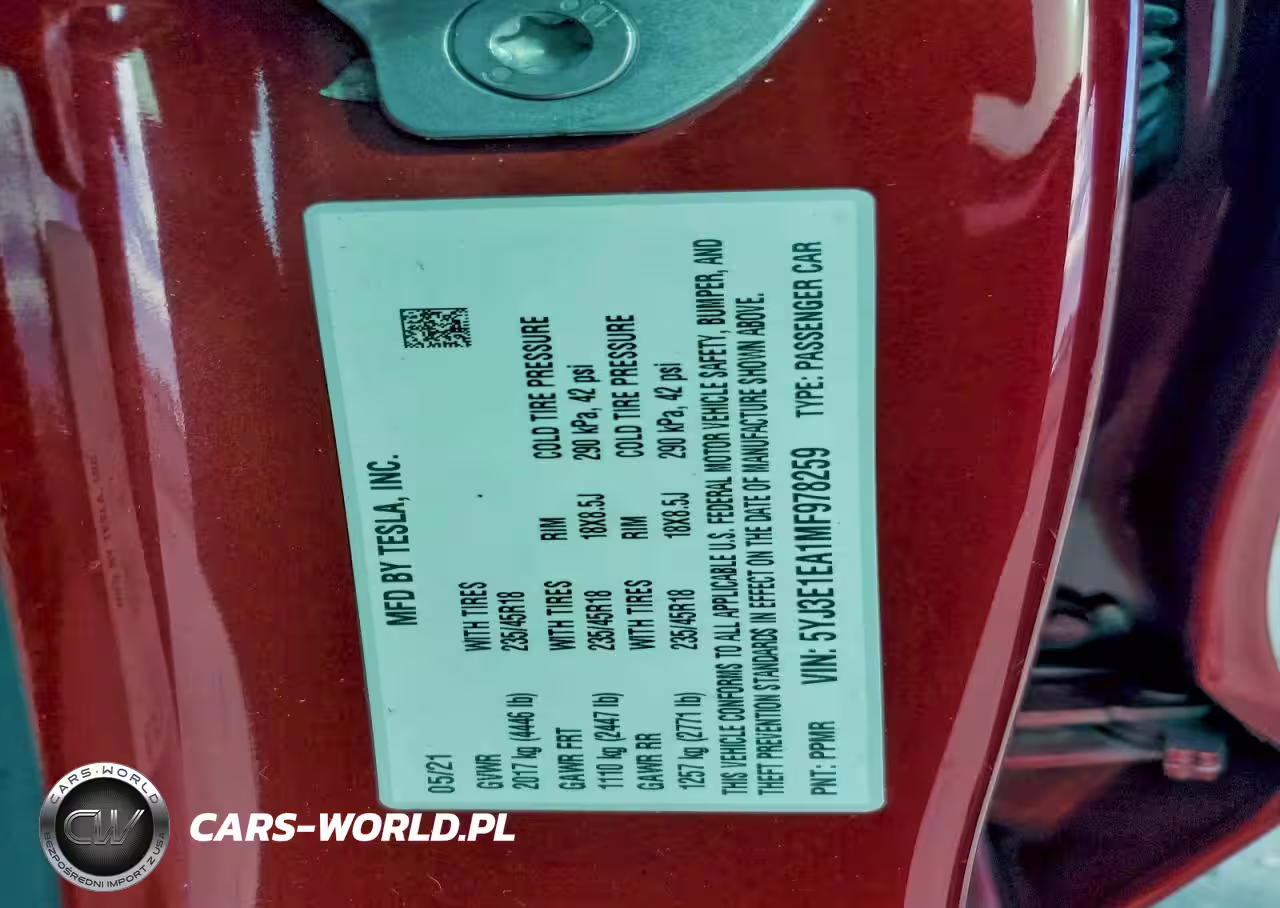 MFD BY TESLA, INC.
05/21
GVWR WITH TIRES
2017 kg (4446 lb) 235/45R18
GAWR FRT WITH TIRES RIM COLD TIRE PRESSURE
1110 kg (2447 lb) 235/45R18 18X8.5J 290 kPa, 42 psi
GAWR RR WITH TIRES RIM COLD TIRE PRESSURE
1257 kg (2771 lb) 235/45R18 18X8.5J 290 kPa, 42 psi
THIS VEHICLE CONFORMS TO ALL APPLICABLE U.S. FEDERAL MOTOR VEHICLE SAFETY, BUMPER, AND
THEFT PREVENTION STANDARDS IN EFFECT ON THE DATE OF MANUFACTURE SHOWN ABOVE.
PNT: PPMR VIN: 5YJ3E1EA1MF978259 TYPE: PASSENGER CAR
CARS-WORLD
CW
BEZPOŚREDNI IMPORT Z USA
CARS-WORLD.PL